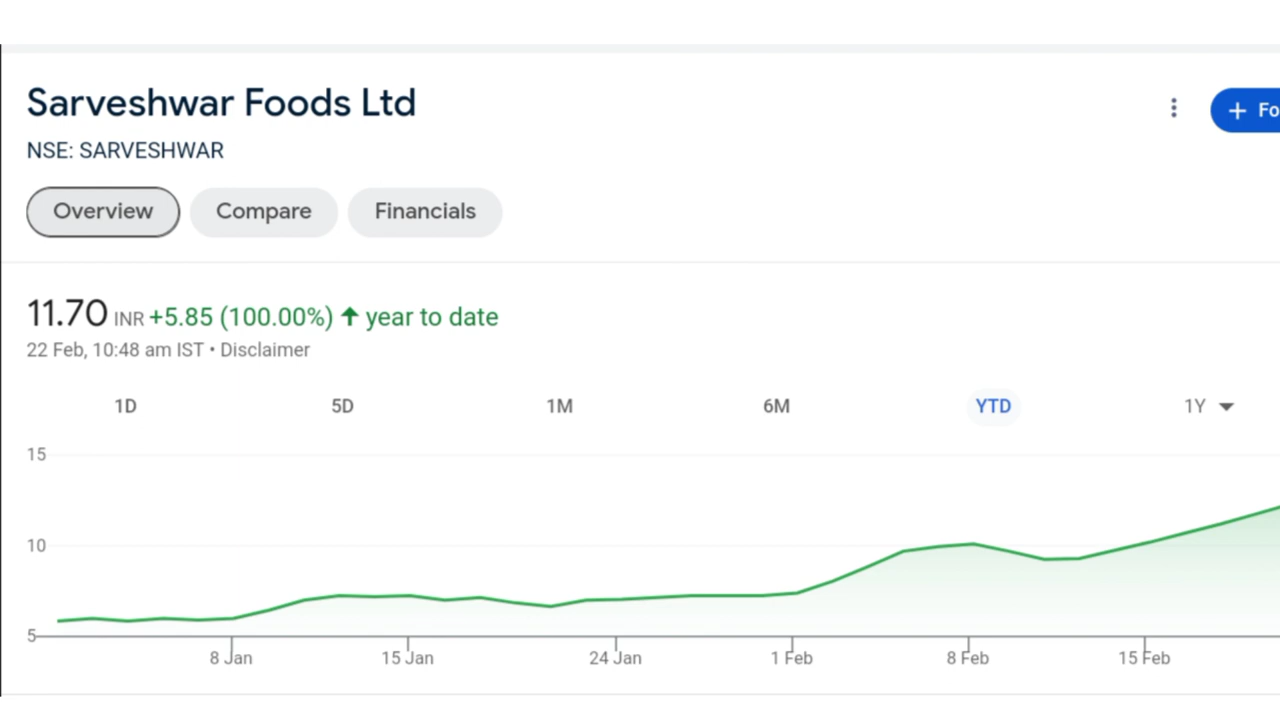 Sarveshwar Foods Ltd
+ Fo
NSE: SARVESHWAR
Overview Compare Financials
11.70 INR +5.85 (100.00%) ↑ year to date
22 Feb, 10:48 am IST • Disclaimer
1D 5D 1M 6M YTD 1Y
15
10
5
8 Jan 15 Jan 24 Jan 1 Feb 8 Feb 15 Feb